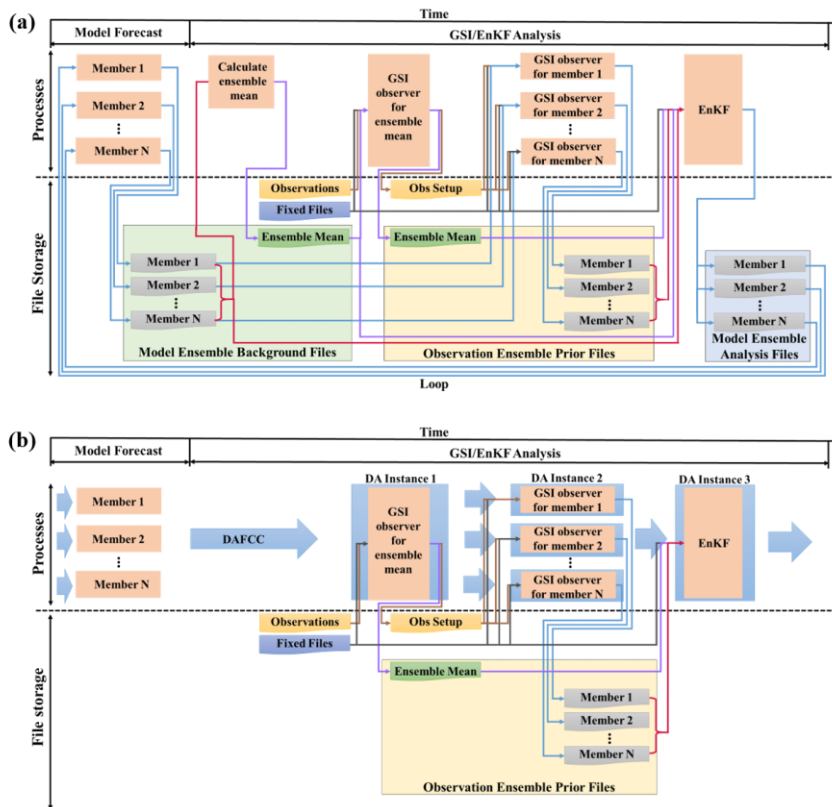 (a)
Time
Model Forecast
GSI/EnKF Analysis
Processes
Member 1
Member 2
Member N
Calculate
ensemble
mean
GSI
observer
for
ensemble
mean
GSI observer
for member 1
GSI observer
for member 2
GSI observer
for member N
EnKF
File Storage
Observations
Fixed Files
Obs Setup
Ensemble Mean
Ensemble Mean
Member 1
Member 2
Member N
Model Ensemble Background Files
Member 1
Member 2
Member N
Observation Ensemble Prior Files
Member 1
Member 2
Member N
Model Ensemble
Analysis Files
Loop
(b)
Time
Model Forecast
GSI/EnKF Analysis
Processes
Member 1
Member 2
Member N
DAFCC
DA Instance 1
GSI
observer
for
ensemble
mean
DA Instance 2
GSI observer
for member 1
GSI observer
for member 2
GSI observer
for member N
DA Instance 3
EnKF
File storage
Observations
Fixed Files
Obs Setup
Ensemble Mean
Member 1
Member 2
Member N
Observation Ensemble Prior Files